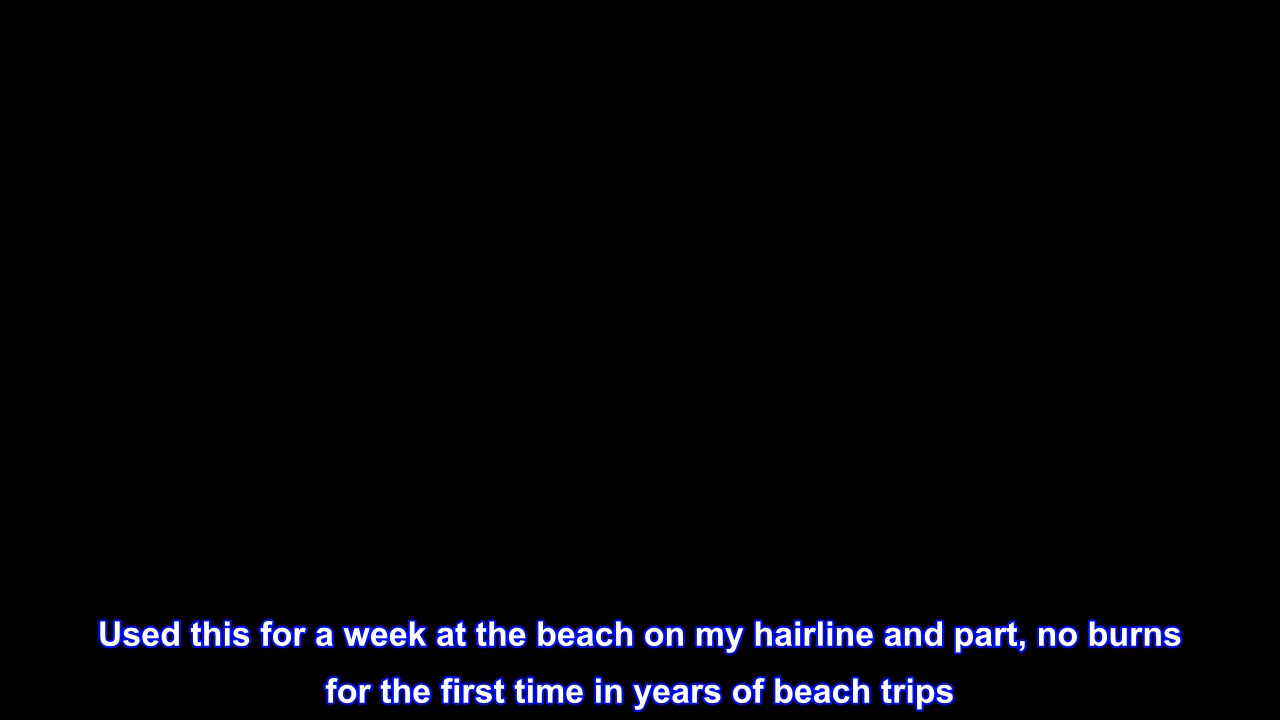 Used this for a week at the beach on my hairline and part, no burns
for the first time in years of beach trips